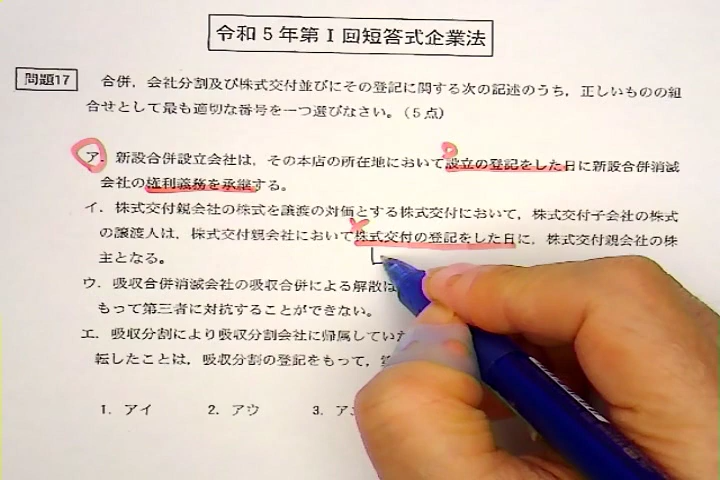 令和５年第Ⅰ回短答式企業法
問題17 合併，会社分割及び株式交付並びにその登記に関する次の記述のうち，正しいものの組
合せとして最も適切な番号を一つ選びなさい。（５点）
ア．新設合併設立会社は，その本店の所在地において設立の登記をした日に新設合併消滅
会社の権利義務を承継する。
イ．株式交付親会社の株式を譲渡の対価とする株式交付において，株式交付子会社の株式
の譲渡人は，株式交付親会社において株式交付の登記をした日に，株式交付親会社の株
主となる。
ウ．吸収合併消滅会社の吸収合併による解散は
もって第三者に対抗することができない。
エ．吸収分割により吸収分割会社に帰属していた
転したことは，吸収分割の登記をもって，
1．アイ 2．アウ 3．ア